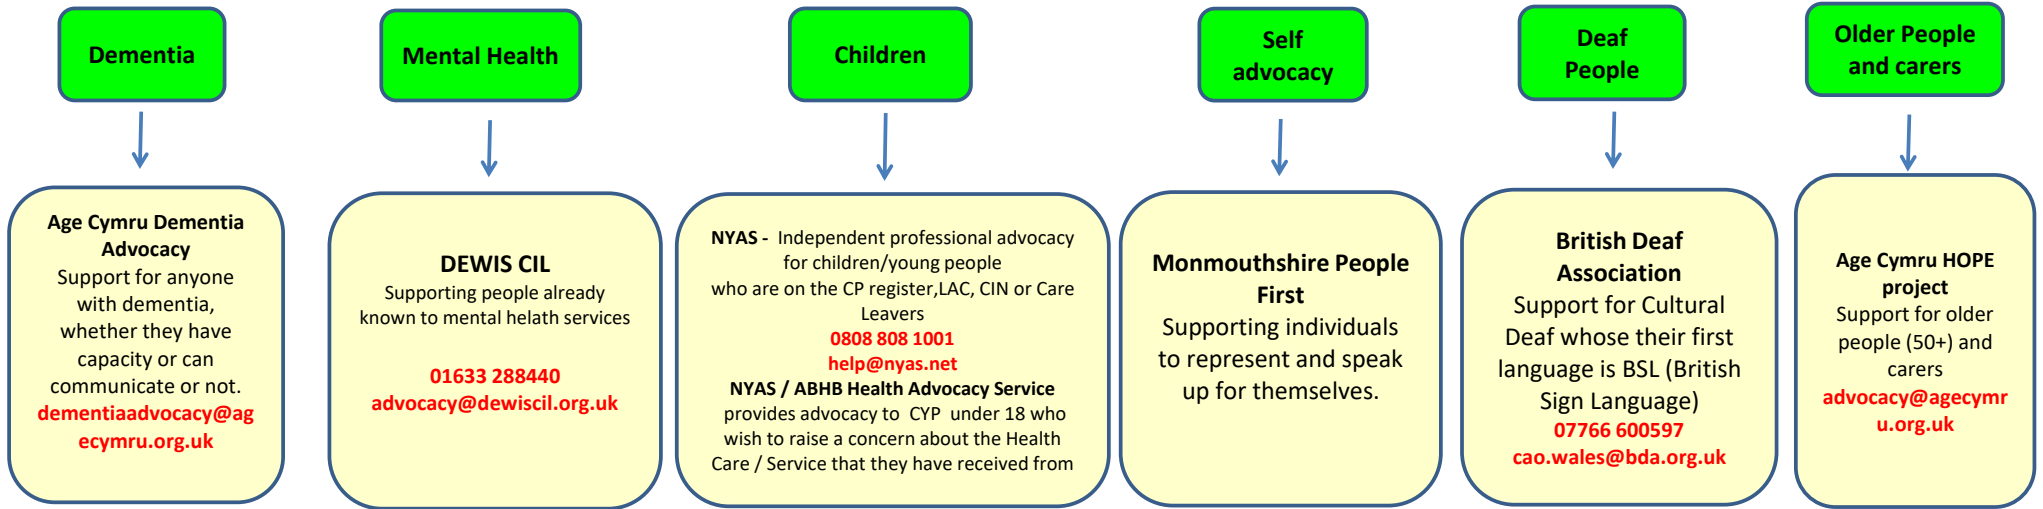 Dementia
Age Cymru Dementia
Advocacy
Support for anyone
with dementia,
whether they have
capacity or can
communicate or not.
dementiaadvocacy@ag
ecymru.org.uk
Mental Health
DEWIS CIL
Supporting people already
known to mental helath services
01633 288440
advocacy@dewiscil.org.uk
Children
NYAS - Independent professional advocacy
for children/young people
who are on the CP register,LAC, CIN or Care
Leavers
0808 808 1001
help@nyas.net
NYAS / ABHB Health Advocacy Service
provides advocacy to CYP under 18 who
wish to raise a concern about the Health
Care / Service that they have received from
Self
advocacy
Monmouthshire People
First
Supporting individuals
to represent and speak
up for themselves.
Deaf
People
British Deaf
Association
Support for Cultural
Deaf whose their first
language is BSL (British
Sign Language)
07766 600597
cao.wales@bda.org.uk
Older People
and carers
Age Cymru HOPE
project
Support for older
people (50+) and
carers
advocacy@agecymr
u.org.uk